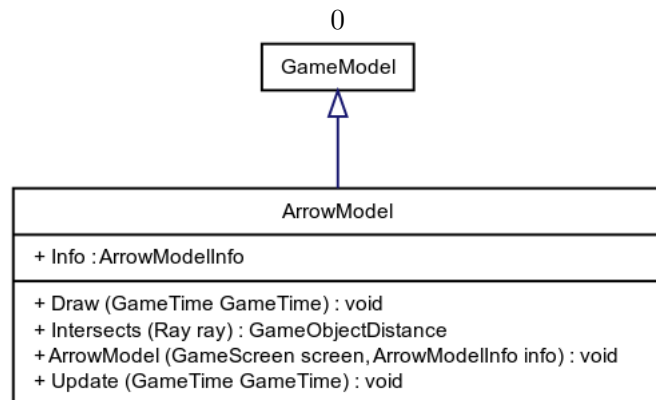 0
GameModel
ArrowModel
+ Info : ArrowModelInfo
+ Draw (GameTime GameTime) : void
+ Intersects (Ray ray) : GameObjectDistance
+ ArrowModel (GameScreen screen, ArrowModelInfo info) : void
+ Update (GameTime GameTime) : void